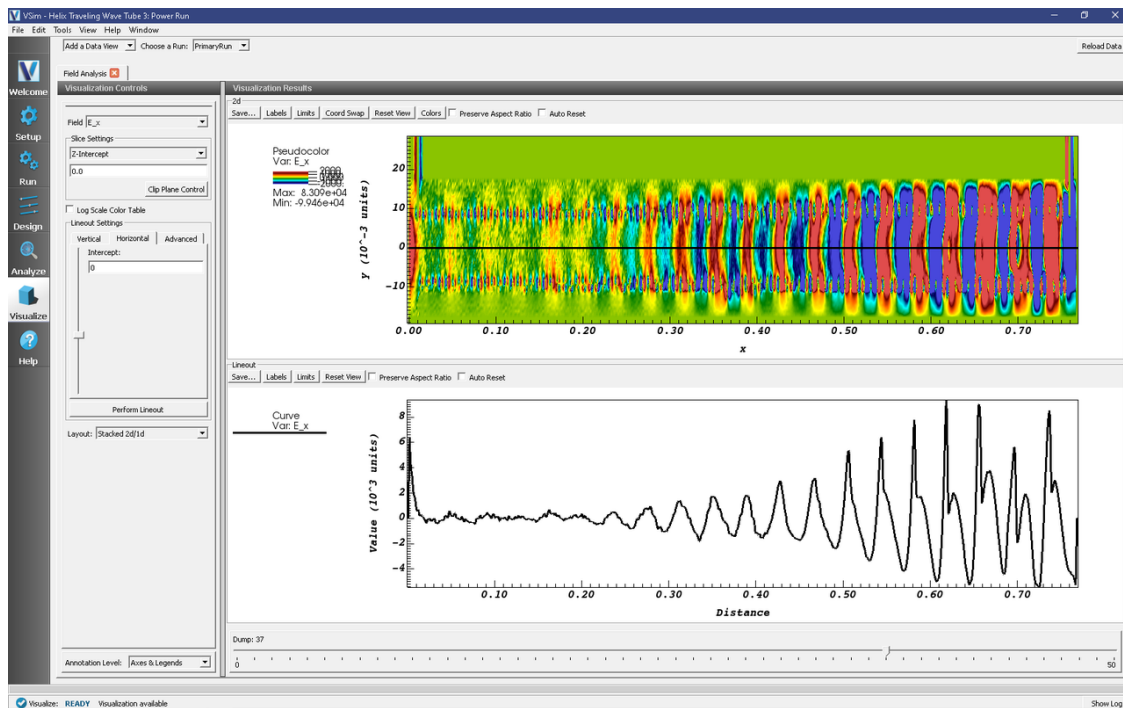 VSim - Helix Traveling Wave Tube 3: Power Run
File Edit Tools View Help Window
Add a Data View Choose a Run: PrimaryRun Reload Data
Welcome
Setup
Run
Design
Analyze
Visualize
Help
Field Analysis
Visualization Controls
Field E_x
Slice Settings
Z-Intercept
0.0
Clip Plane Control
Log Scale Color Table
Lineout Settings
Vertical Horizontal Advanced
Intercept:
0
Perform Lineout
Layout: Stacked 2d/1d
Annotation Level: Axes & Legends
Visualization Results
2d
Save... Labels Limits Coord Swap Reset View Colors Preserve Aspect Ratio Auto Reset
Pseudocolor
Var: E_x
Max: 8.309e+04
Min: -9.946e+04
y (10^-3 units)
20
10
0
-10
0.00 0.10 0.20 0.30 0.40 0.50 0.60 0.70
x
Lineout
Save... Labels Limits Reset View Preserve Aspect Ratio Auto Reset
Curve
Var: E_x
Value (10^3 units)
8
6
4
2
0
-2
-4
0.10 0.20 0.30 0.40 0.50 0.60 0.70
Distance
Dump: 37
0 50
Visualize: READY Visualization available Show Log